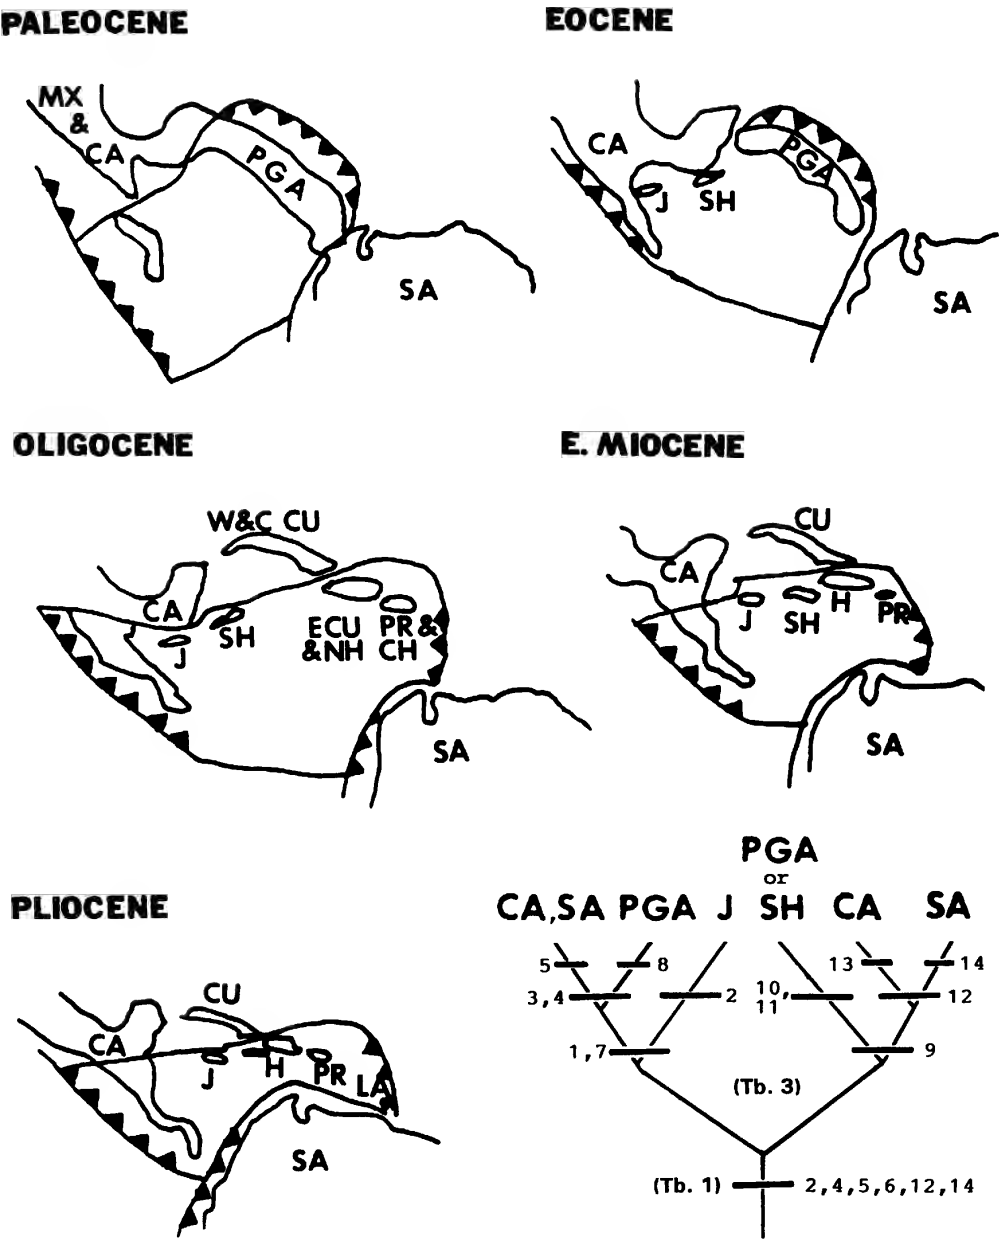 PALEOCENE
MX
&
CA
PGA
SA
EOCENE
CA
J
SH
PGA
SA
OLIGOCENE
W&C CU
CA
J
SH
ECU
&NH
PR &
CH
SA
E. MIOCENE
CU
CA
J
SH
H
PR
SA
PLIOCENE
CU
CA
J
H
PR
LA
SA
PGA
or
CA,SA PGA J SH CA SA
5 8 13 14
3,4 2 10, 12
11
1,7 9
(Tb. 3)
(Tb. 1) 2,4,5,6,12,14